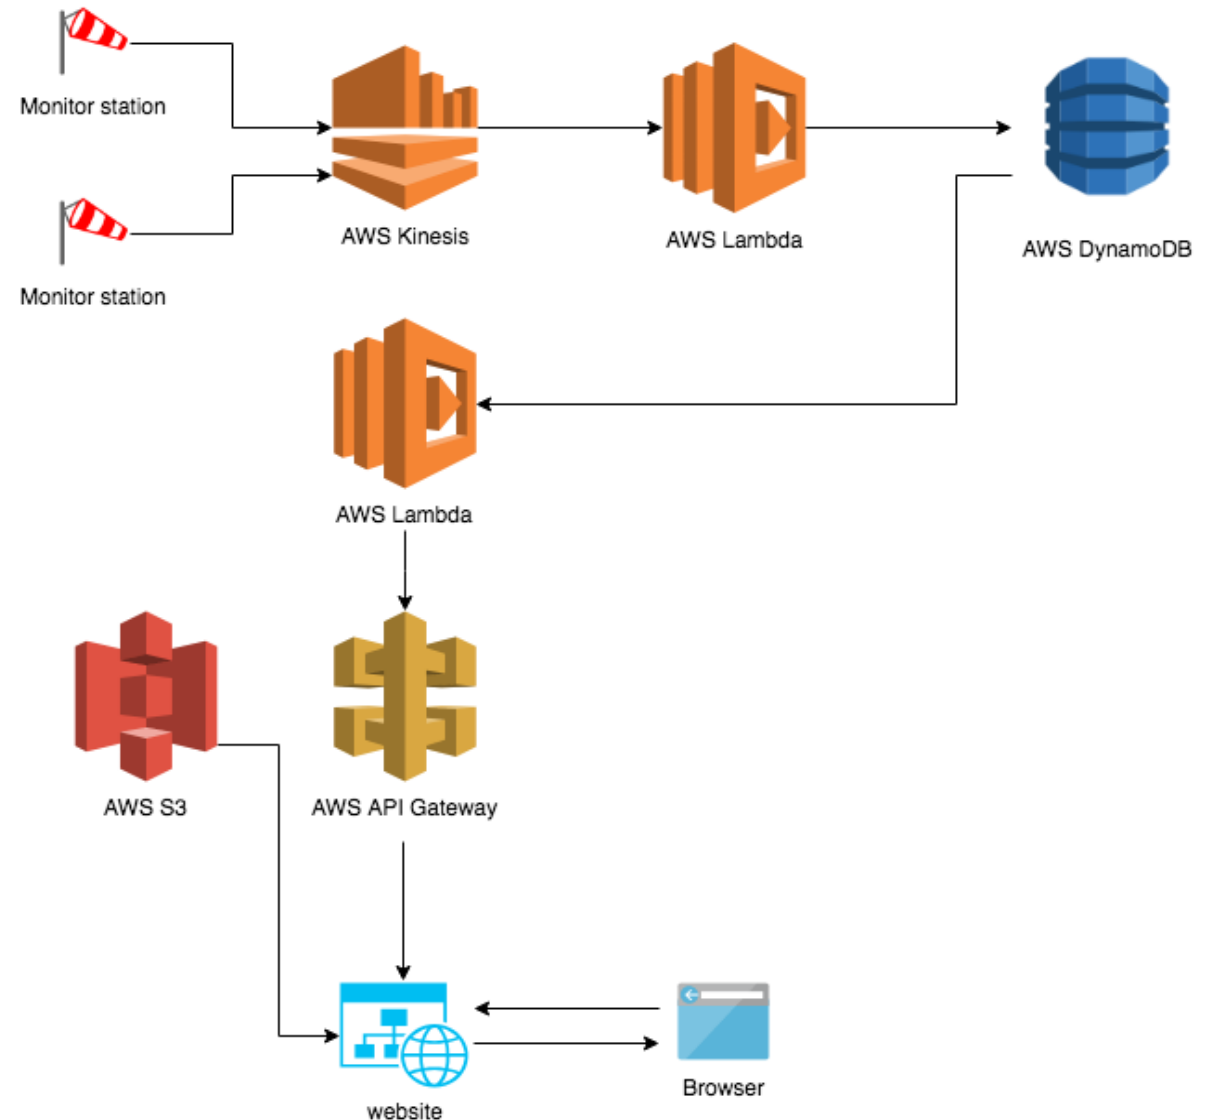 Monitor station
AWS Kinesis
AWS Lambda
AWS DynamoDB
Monitor station
AWS Lambda
AWS S3
AWS API Gateway
Browser
website